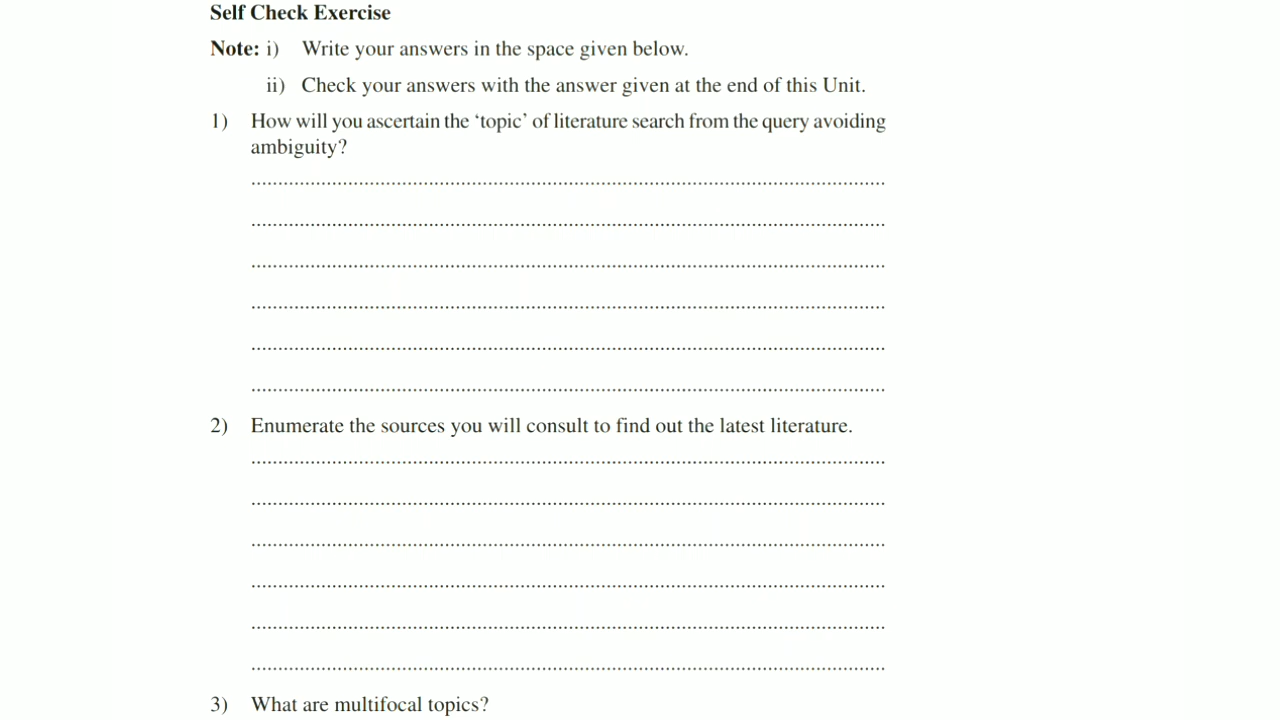 Self Check Exercise
Note: i) Write your answers in the space given below.
ii) Check your answers with the answer given at the end of this Unit.
1) How will you ascertain the ‘topic’ of literature search from the query avoiding
ambiguity?
................................................................................................................................
................................................................................................................................
................................................................................................................................
................................................................................................................................
................................................................................................................................
................................................................................................................................
2) Enumerate the sources you will consult to find out the latest literature.
................................................................................................................................
................................................................................................................................
................................................................................................................................
................................................................................................................................
................................................................................................................................
................................................................................................................................
3) What are multifocal topics?